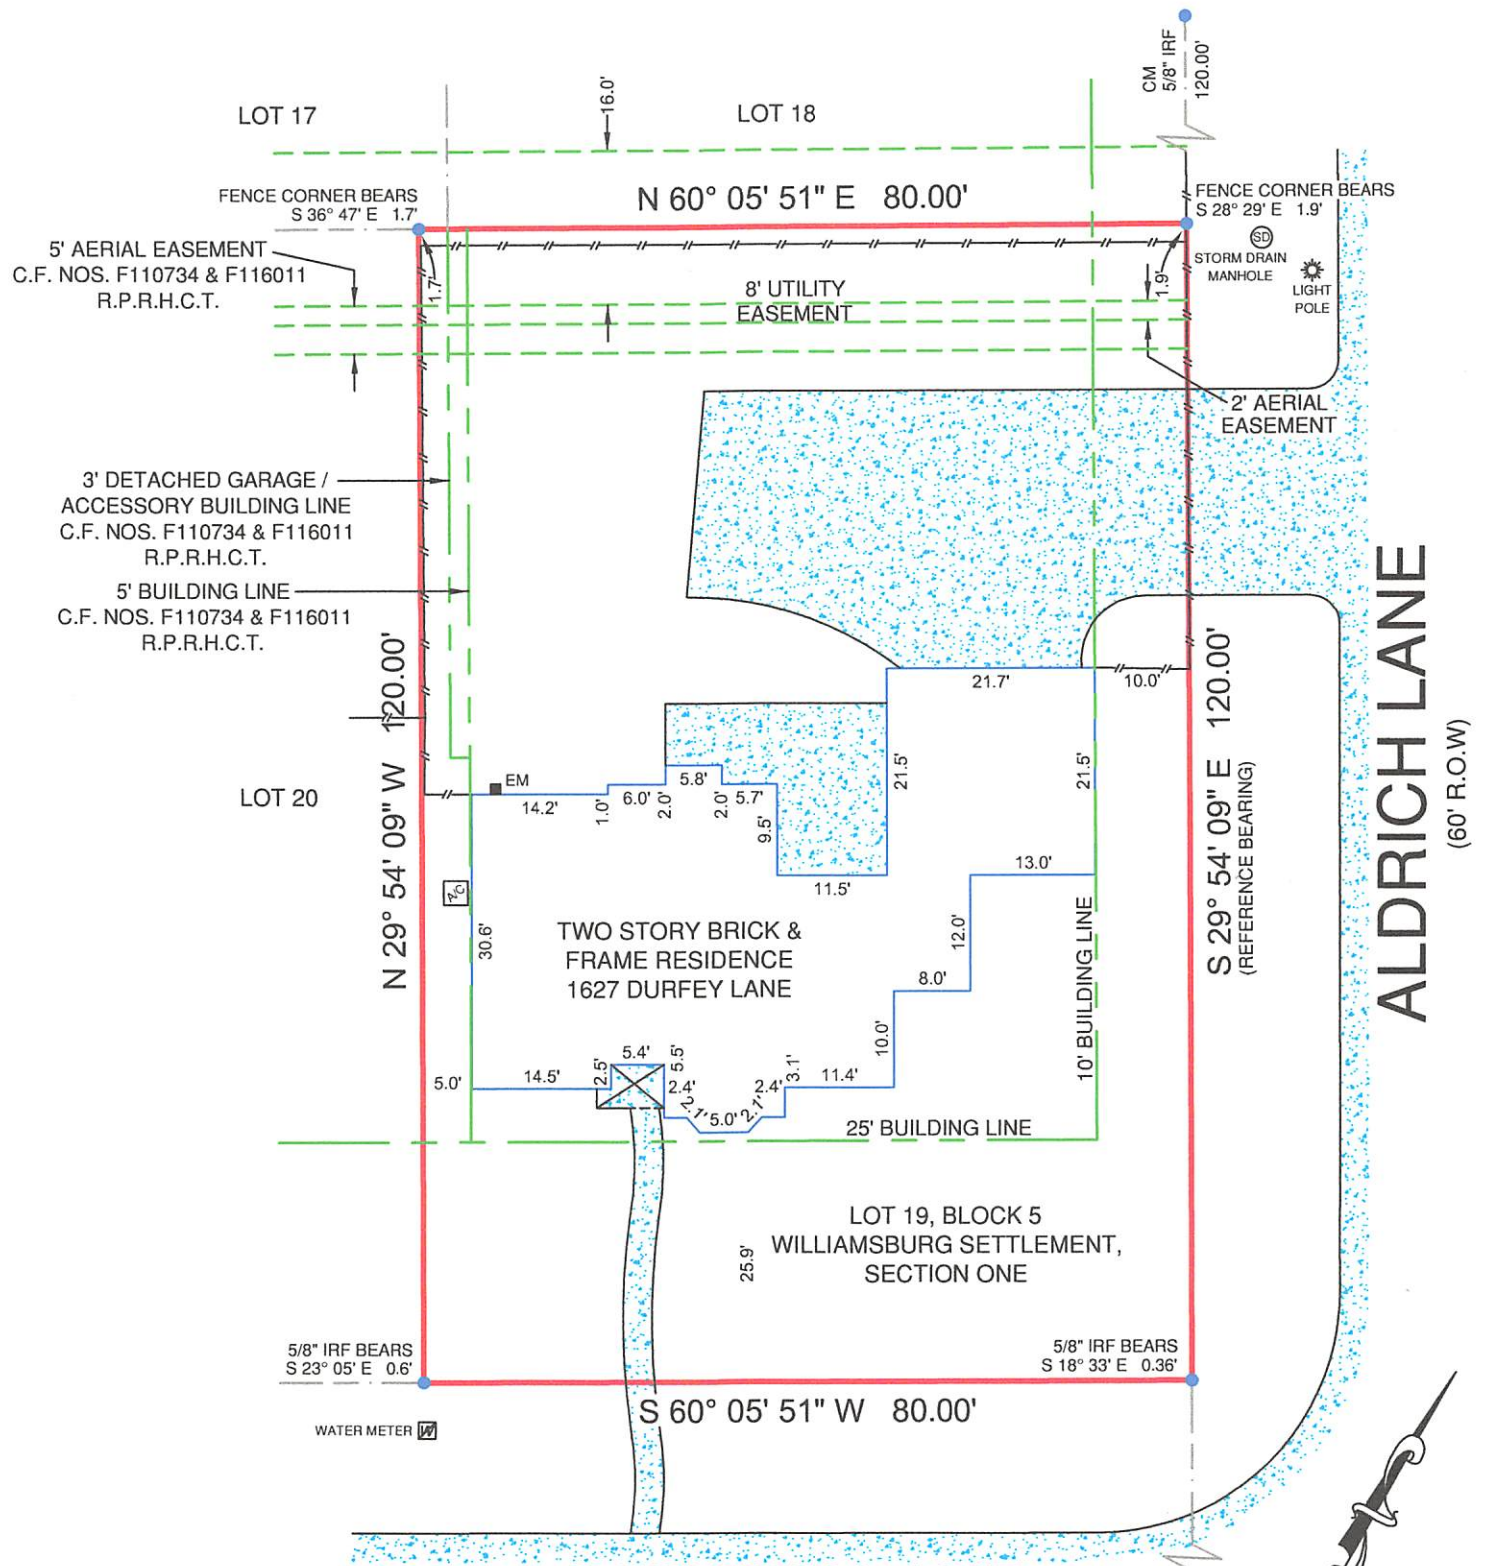 CM
5/8" IRF
120.00'
16.0'
LOT 17
LOT 18
FENCE CORNER BEARS
S 36° 47' E 1.7'
N 60° 05' 51" E 80.00'
FENCE CORNER BEARS
S 28° 29' E 1.9'
SD
STORM DRAIN
MANHOLE
LIGHT
POLE
5' AERIAL EASEMENT
C.F. NOS. F110734 & F116011
R.P.R.H.C.T.
1.7'
8' UTILITY
EASEMENT
1.9'
2' AERIAL
EASEMENT
3' DETACHED GARAGE /
ACCESSORY BUILDING LINE
C.F. NOS. F110734 & F116011
R.P.R.H.C.T.
5' BUILDING LINE
C.F. NOS. F110734 & F116011
R.P.R.H.C.T.
N 29° 54' 09" W 120.00'
21.7'
10.0'
S 29° 54' 09" E 120.00'
(REFERENCE BEARING)
ALDRICH LANE
(60' R.O.W)
LOT 20
EM
14.2'
1.0'
6.0'
2.0'
5.8'
2.0'
5.7'
9.5'
21.5'
21.5'
11.5'
13.0'
A/C
30.6'
TWO STORY BRICK &
FRAME RESIDENCE
1627 DURFEY LANE
12.0'
8.0'
10' BUILDING LINE
10.0'
5.0'
14.5'
2.5'
5.4'
5.5'
2.4'
2.1'
5.0'
2.1'
2.4'
3.1'
11.4'
25' BUILDING LINE
LOT 19, BLOCK 5
WILLIAMSBURG SETTLEMENT,
SECTION ONE
25.9'
5/8" IRF BEARS
S 23° 05' E 0.6'
5/8" IRF BEARS
S 18° 33' E 0.36'
S 60° 05' 51" W 80.00'
WATER METER W